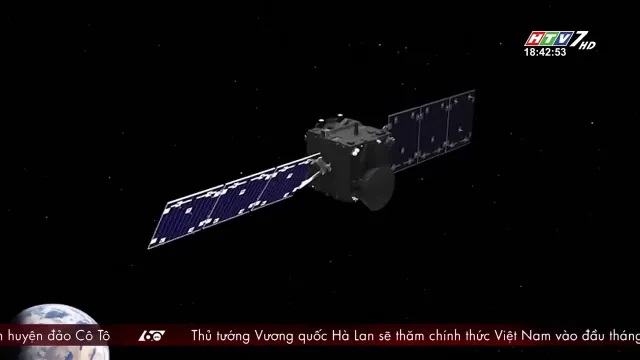 HTV7 HD
18:42:53
n huyện đảo Cô Tô
60
Thủ tướng Vương quốc Hà Lan sẽ thăm chính thức Việt Nam vào đầu tháng